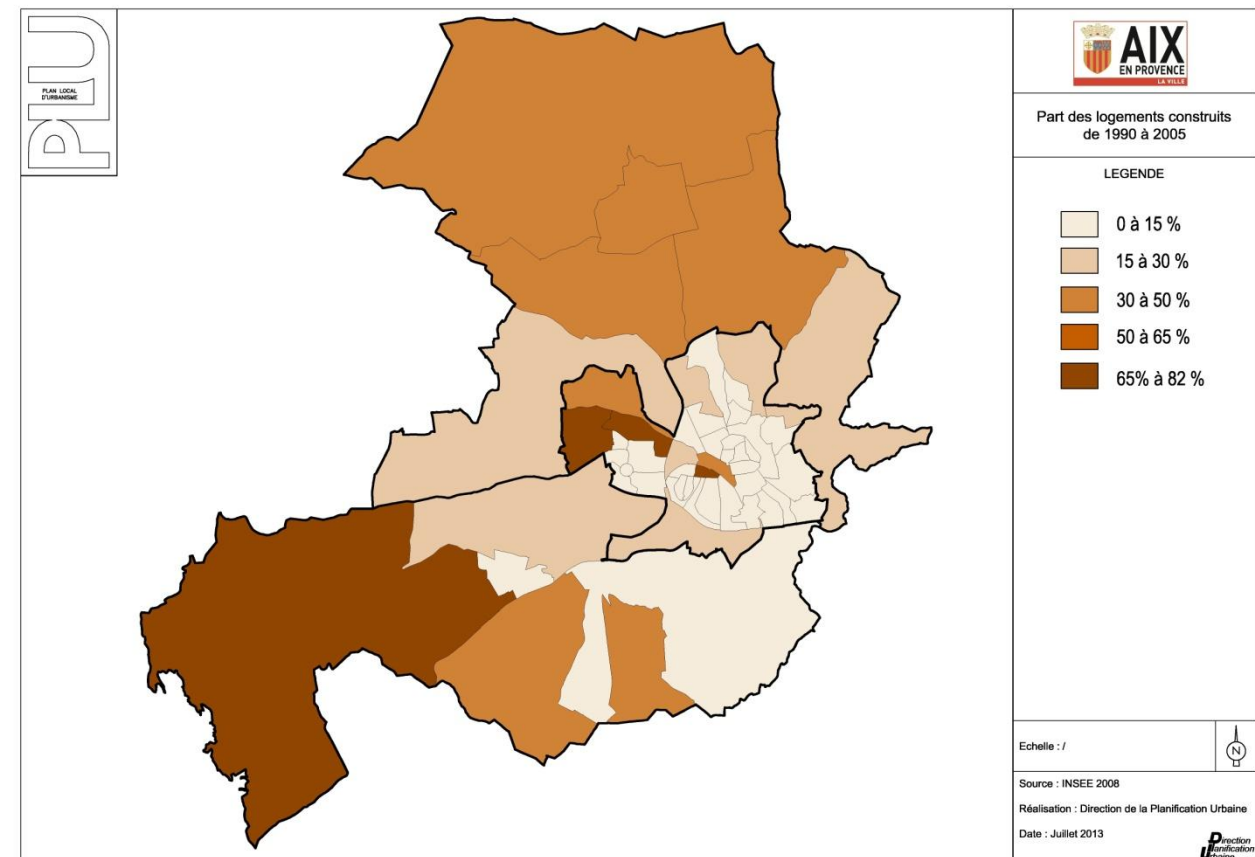 PLU
PLAN LOCAL
D'URBANISME
AIX
EN PROVENCE
LA VILLE
Part des logements construits
de 1990 à 2005
LEGENDE
0 à 15 %
15 à 30 %
30 à 50 %
50 à 65 %
65% à 82 %
Echelle : /
N
Source : INSEE 2008
Réalisation : Direction de la Planification Urbaine
Date : Juillet 2013
Direction
Planification
Urbaine